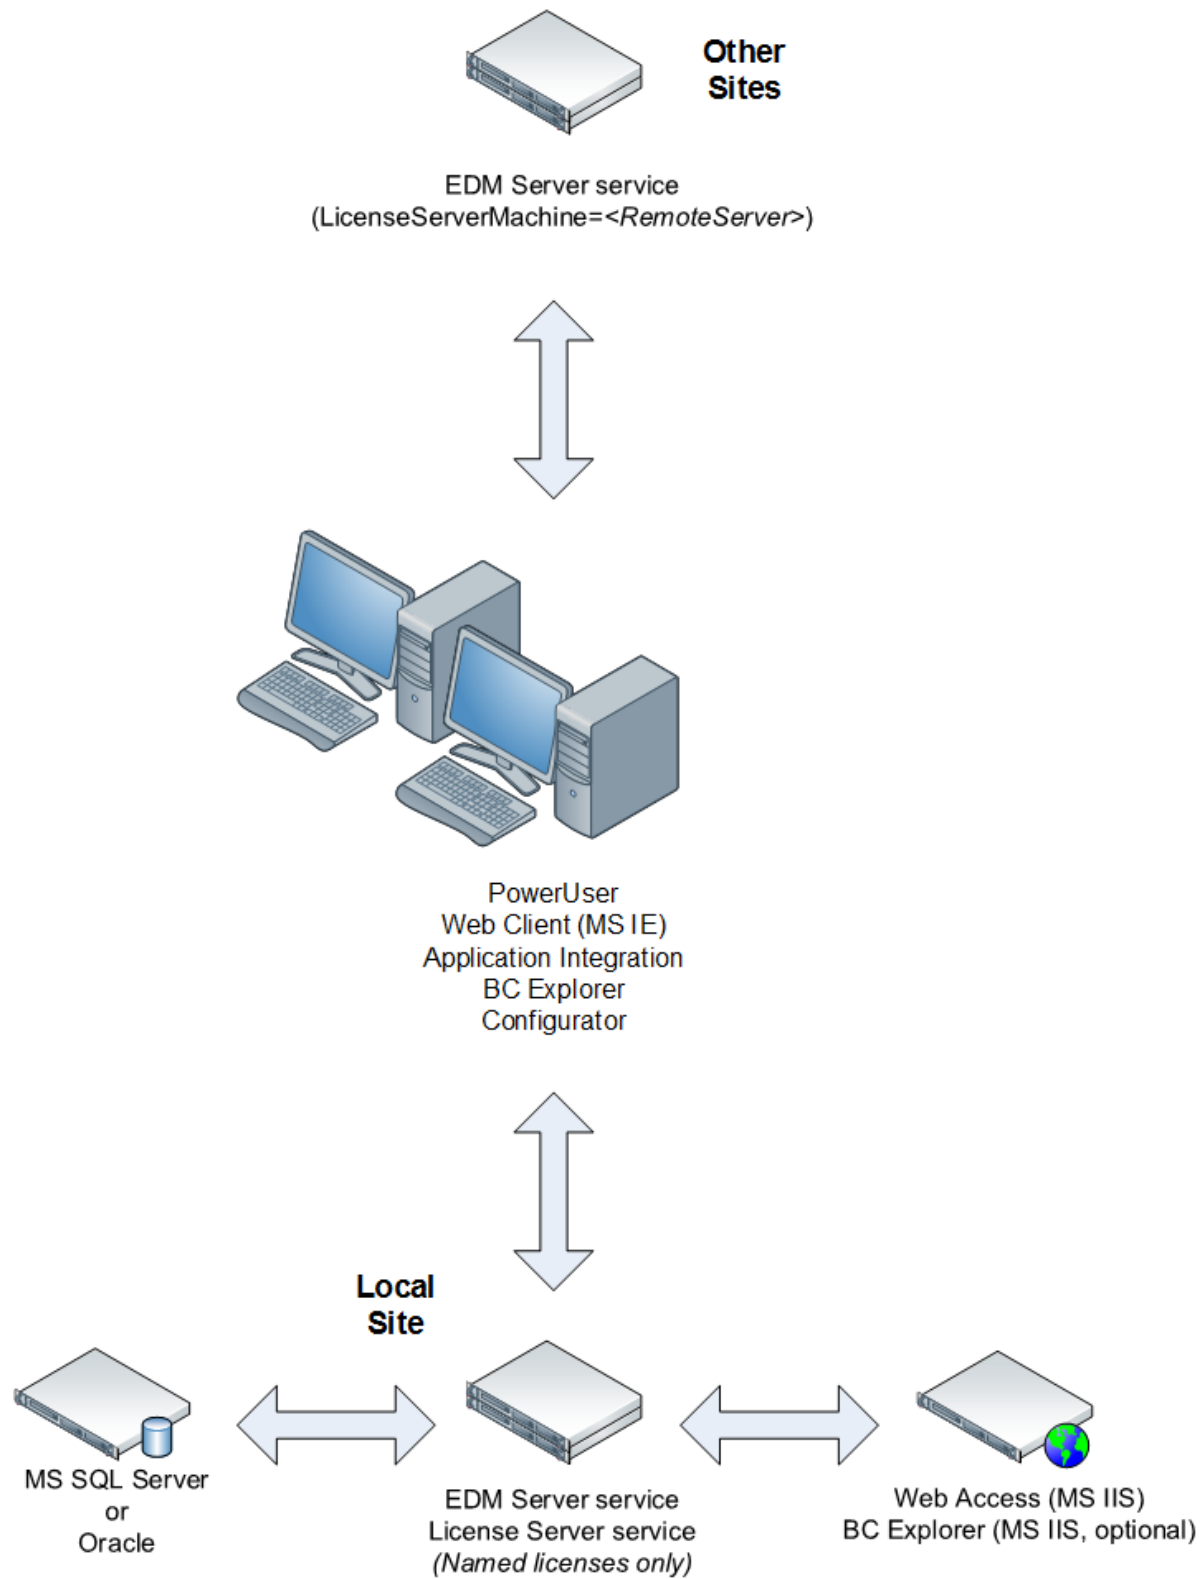 Other
Sites
EDM Server service
(LicenseServerMachine=<RemoteServer>)
PowerUser
Web Client (MS IE)
Application Integration
BC Explorer
Configurator
Local
Site
MS SQL Server
or
Oracle
EDM Server service
License Server service
(Named licenses only)
Web Access (MS IIS)
BC Explorer (MS IIS, optional)